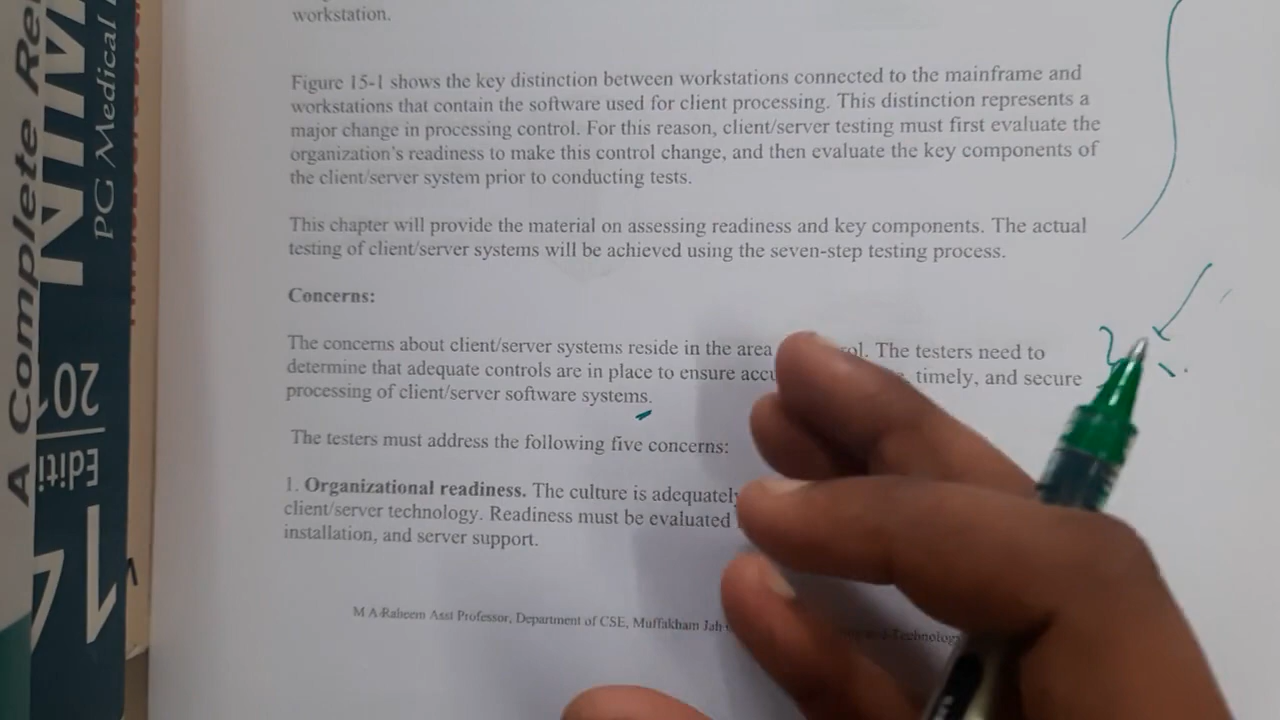 workstation.
Figure 15-1 shows the key distinction between workstations connected to the mainframe and
workstations that contain the software used for client processing. This distinction represents a
major change in processing control. For this reason, client/server testing must first evaluate the
organization's readiness to make this control change, and then evaluate the key components of
the client/server system prior to conducting tests.
This chapter will provide the material on assessing readiness and key components. The actual
testing of client/server systems will be achieved using the seven-step testing process.
Concerns:
The concerns about client/server systems reside in the area The testers need to
determine that adequate controls are in place to ensure timely, and secure
processing of client/server software systems.
The testers must address the following five concerns:
1. Organizational readiness. The culture is adequately
client/server technology. Readiness must be evaluated
installation, and server support.
M A Raheem Asst Professor, Department of CSE, Muffakham Jah Technology
A Complete
PG Medical